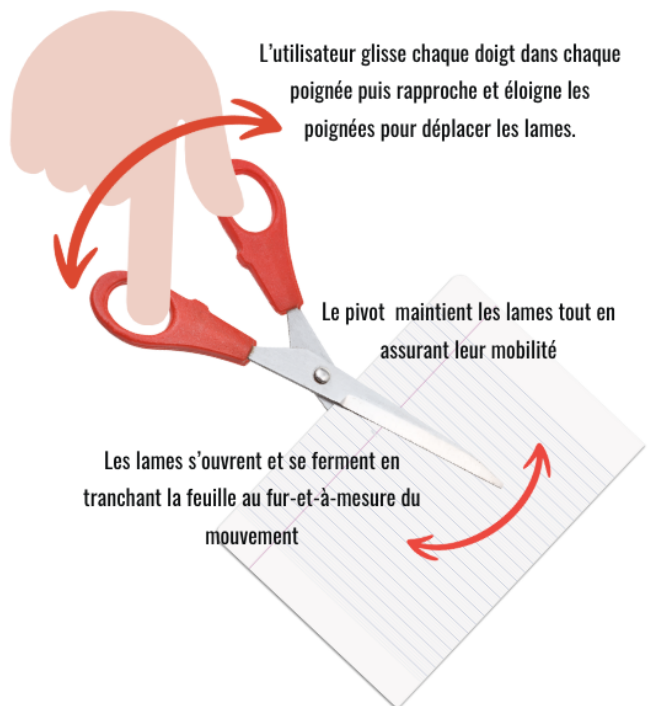 L'utilisateur glisse chaque doigt dans chaque
poignée puis rapproche et éloigne les
poignées pour déplacer les lames.
Le pivot maintient les lames tout en
assurant leur mobilité
Les lames s'ouvrent et se ferment en
tranchant la feuille au fur-et-à-mesure du
mouvement